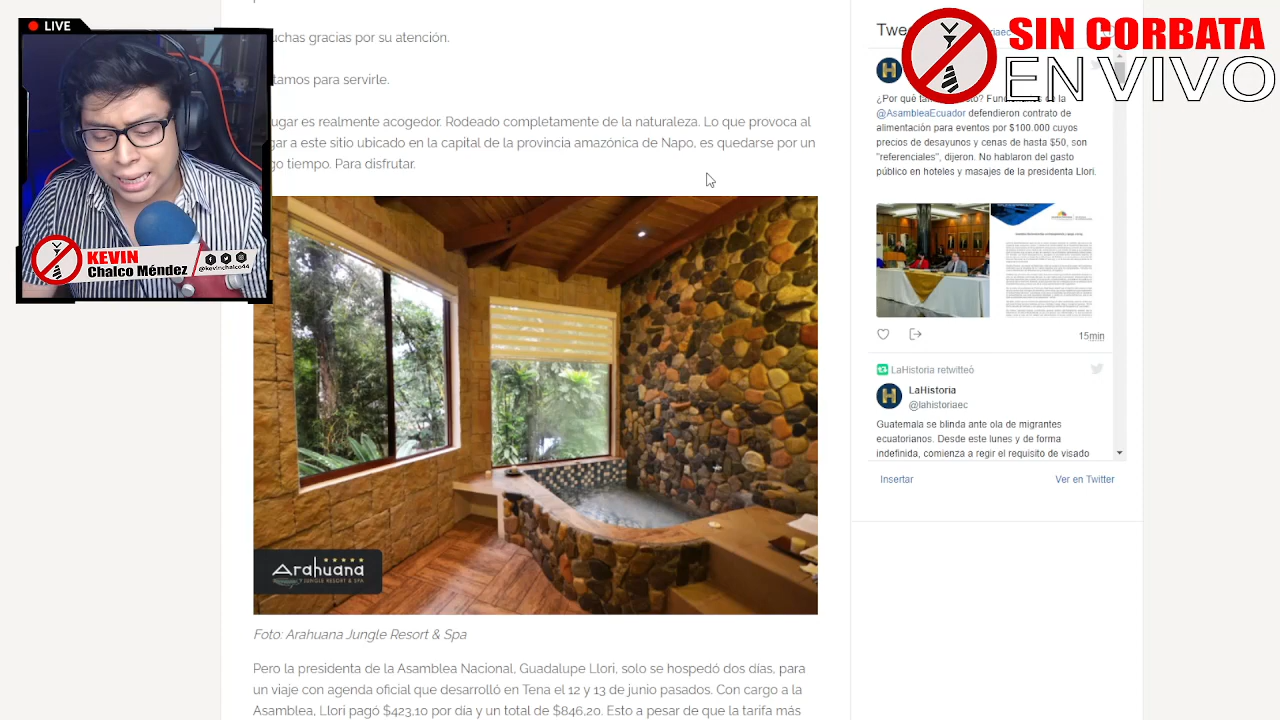 LIVE
KEVIN
Chalco Méndez
@kevinchalco44
SIN CORBATA
EN VIVO
uchas gracias por su atención.
tamos para servirle.
ugar es realmente acogedor. Rodeado completamente de la naturaleza. Lo que provoca al
gar a este sitio ubicado en la capital de la provincia amazónica de Napo, es quedarse por un
go tiempo. Para disfrutar.
Arahuana
JUNGLE RESORT & SPA
Foto: Arahuana Jungle Resort & Spa
Pero la presidenta de la Asamblea Nacional, Guadalupe Llori, solo se hospedó dos días, para
un viaje con agenda oficial que desarrolló en Tena el 12 y 13 de junio pasados. Con cargo a la
Asamblea, Llori pagó $423,10 por día y un total de $846,20. Esto a pesar de que la tarifa más
@AsambleaEcuador defendieron contrato de
alimentación para eventos por $100.000 cuyos
precios de desayunos y cenas de hasta $50, son
"referenciales", dijeron. No hablaron del gasto
público en hoteles y masajes de la presidenta Llori.
15min
LaHistoria retwitteó
LaHistoria
@lahistoriaec
Guatemala se blinda ante ola de migrantes
ecuatorianos. Desde este lunes y de forma
indefinida, comienza a regir el requisito de visado
Insertar
Ver en Twitter